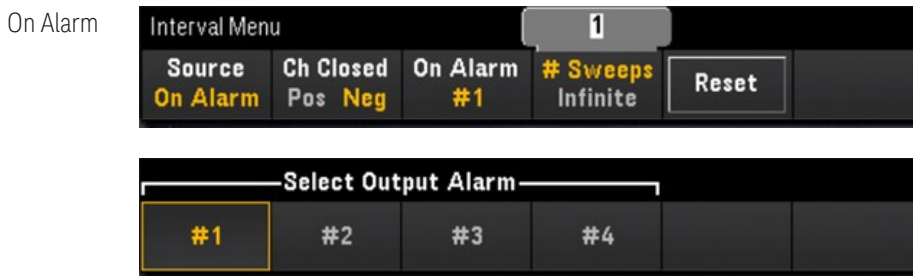 On Alarm
Interval Menu
1
Source Ch Closed On Alarm # Sweeps Reset
On Alarm Pos Neg #1 Infinite
Select Output Alarm
#1 #2 #3 #4